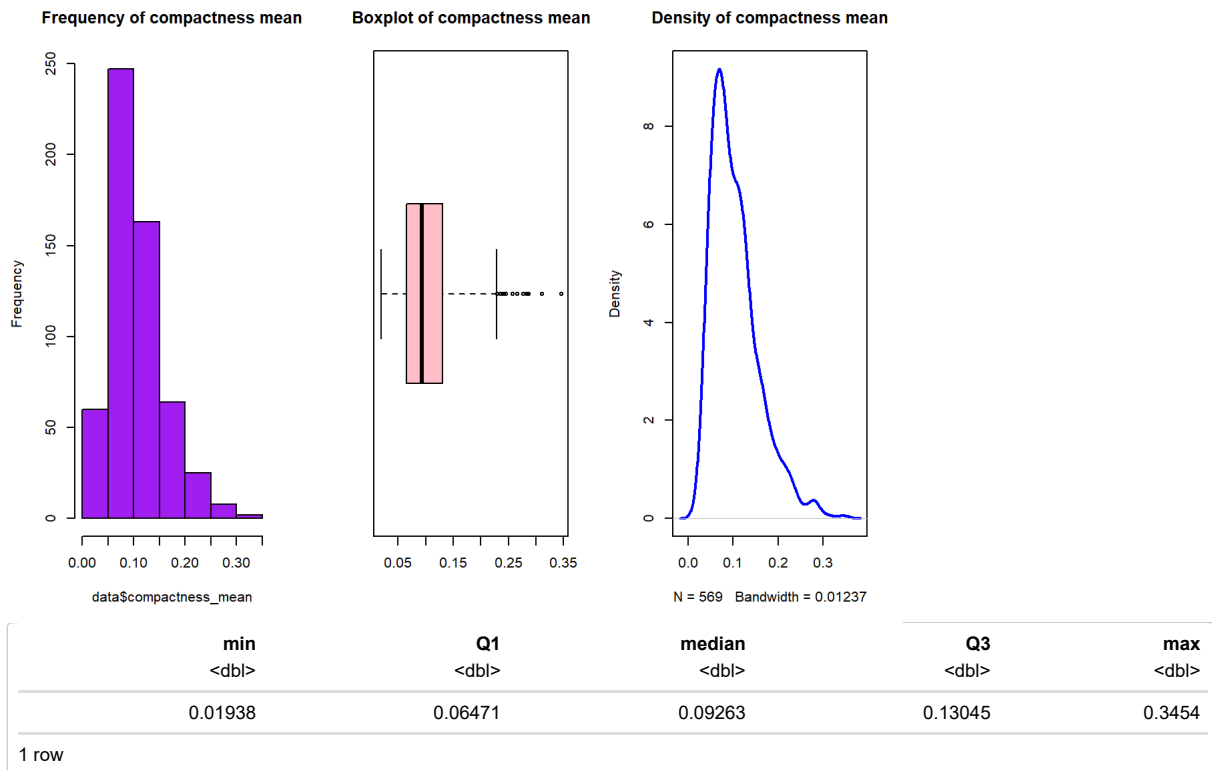 Frequency of compactness mean
250
200
150
100
50
0
Frequency
0.00 0.10 0.20 0.30
data$compactness_mean
Boxplot of compactness mean
0.05 0.15 0.25 0.35
Density of compactness mean
8
6
4
2
0
Density
0.0 0.1 0.2 0.3
N = 569 Bandwidth = 0.01237
min Q1 median Q3 max
<dbl> <dbl> <dbl> <dbl> <dbl>
0.01938 0.06471 0.09263 0.13045 0.3454
1 row